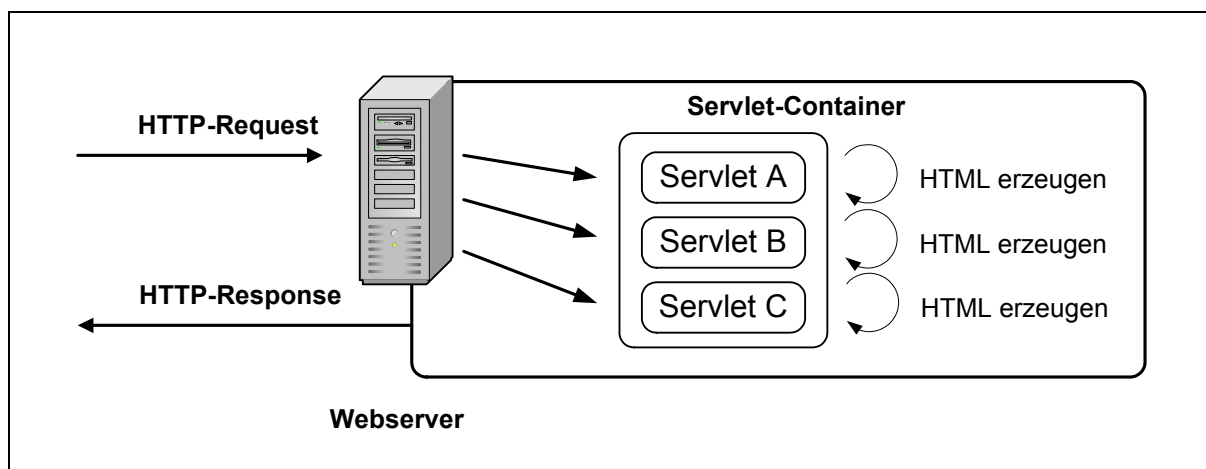 Servlet-Container
HTTP-Request
Servlet A
HTML erzeugen
Servlet B
HTML erzeugen
HTTP-Response
Servlet C
HTML erzeugen
Webserver